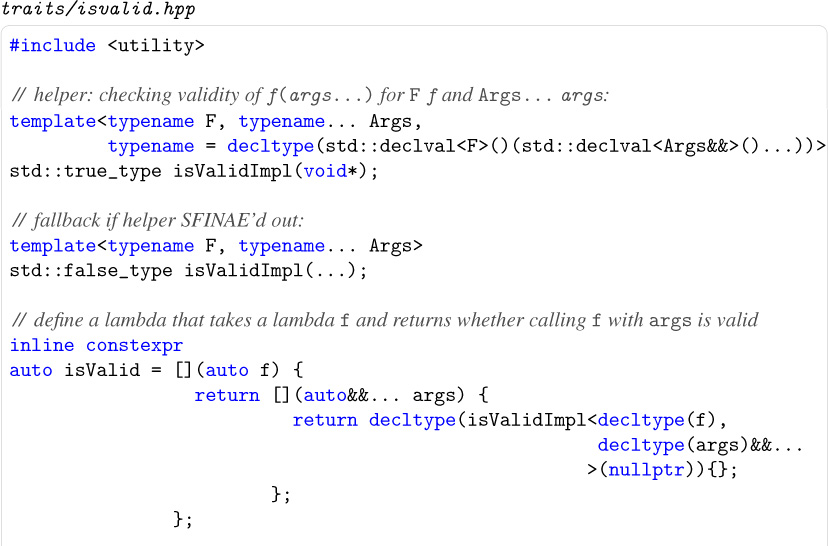 traits/isvalid.hpp
#include <utility>
// helper: checking validity of f(args...) for F f and Args... args:
template<typename F, typename... Args,
typename = decltype(std::declval<F>()(std::declval<Args&&>()...))>
std::true_type isValidImpl(void*);
// fallback if helper SFINAE’d out:
template<typename F, typename... Args>
std::false_type isValidImpl(...);
// define a lambda that takes a lambda f and returns whether calling f with args is valid
inline constexpr
auto isValid = [](auto f) {
return [](auto&&... args) {
return decltype(isValidImpl<decltype(f),
decltype(args)&&...
>(nullptr)){};
};
};